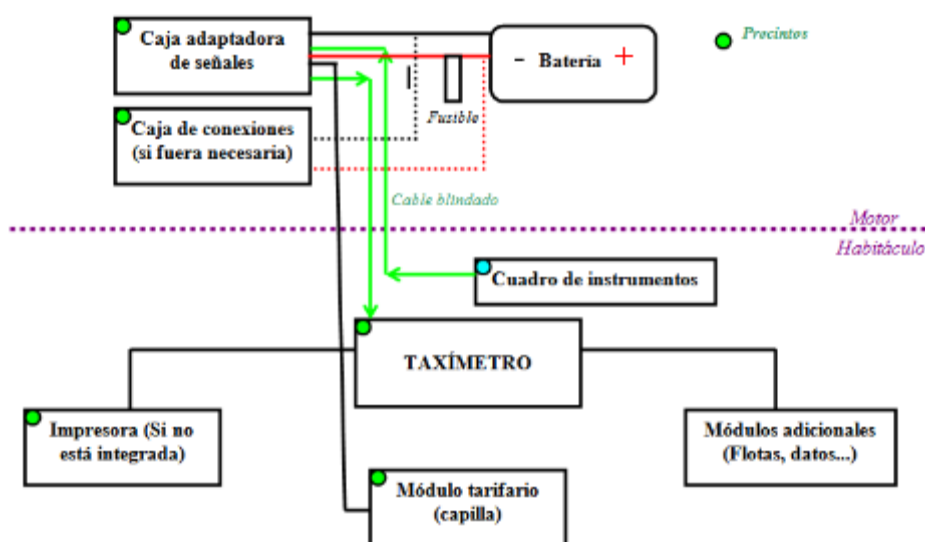 Caja adaptadora
de señales
- Batería +
Precintos
Fusible
Caja de conexiones
(si fuera necesaria)
Cable blindado
Motor
Habitáculo
Cuadro de instrumentos
TAXÍMETRO
Impresora (Si no
está integrada)
Módulos adicionales
(Flotas, datos...)
Módulo tarifario
(capilla)